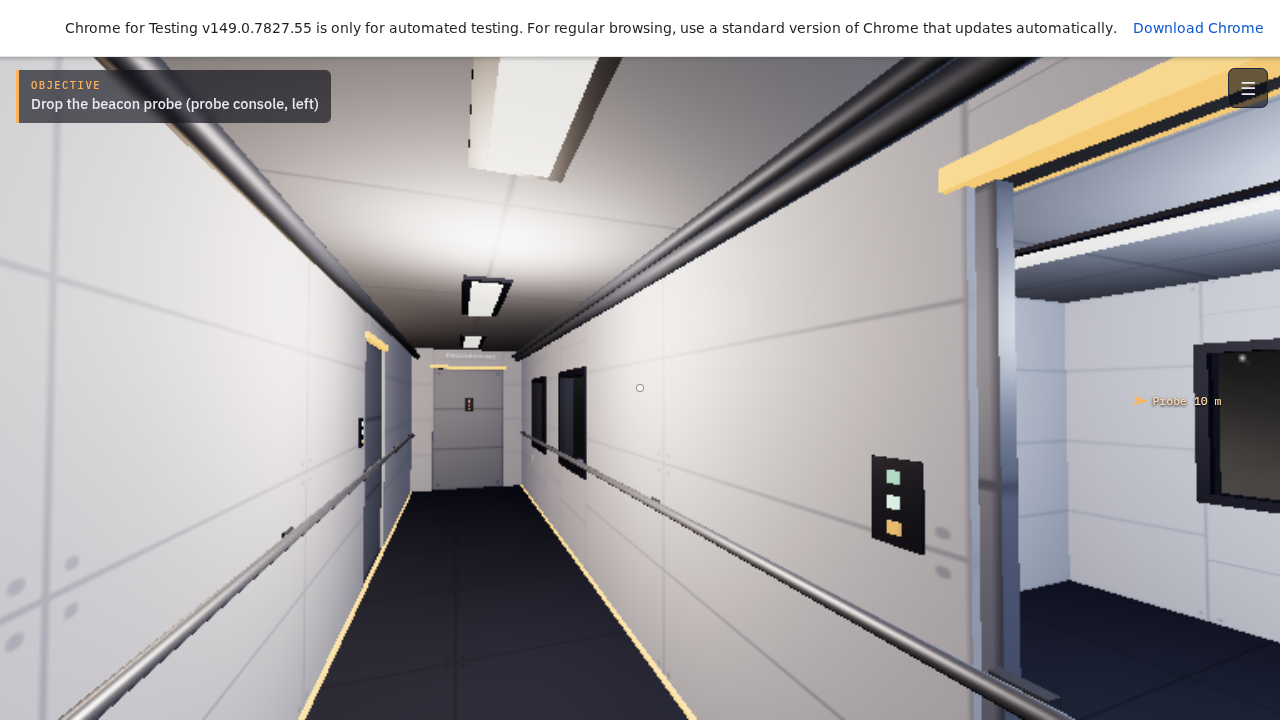 Chrome for Testing v149.0.7827.55 is only for automated testing. For regular browsing, use a standard version of Chrome that updates automatically. Download Chrome
OBJECTIVE
Drop the beacon probe (probe console, left)
Probe 10 m